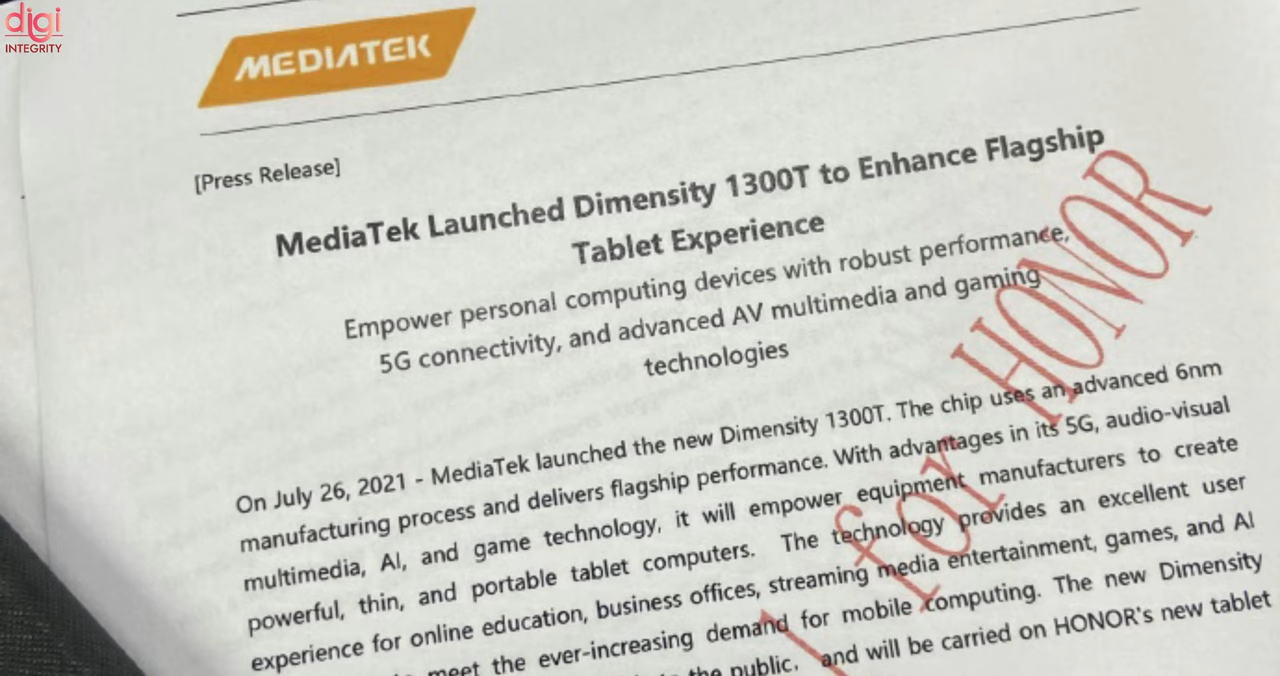 digi
INTEGRITY
MEDIATEK
[Press Release]
MediaTek Launched Dimensity 1300T to Enhance Flagship
Tablet Experience
Empower personal computing devices with robust performance,
5G connectivity, and advanced AV multimedia and gaming
technologies
On July 26, 2021 - MediaTek launched the new Dimensity 1300T. The chip uses an advanced 6nm
manufacturing process and delivers flagship performance. With advantages in its 5G, audio-visual
multimedia, AI, and game technology, it will empower equipment manufacturers to create
powerful, thin, and portable tablet computers. The technology provides an excellent user
experience for online education, business offices, streaming media entertainment, games, and AI
meet the ever-increasing demand for mobile computing. The new Dimensity
the public. and will be carried on HONOR's new tablet
for HONOR